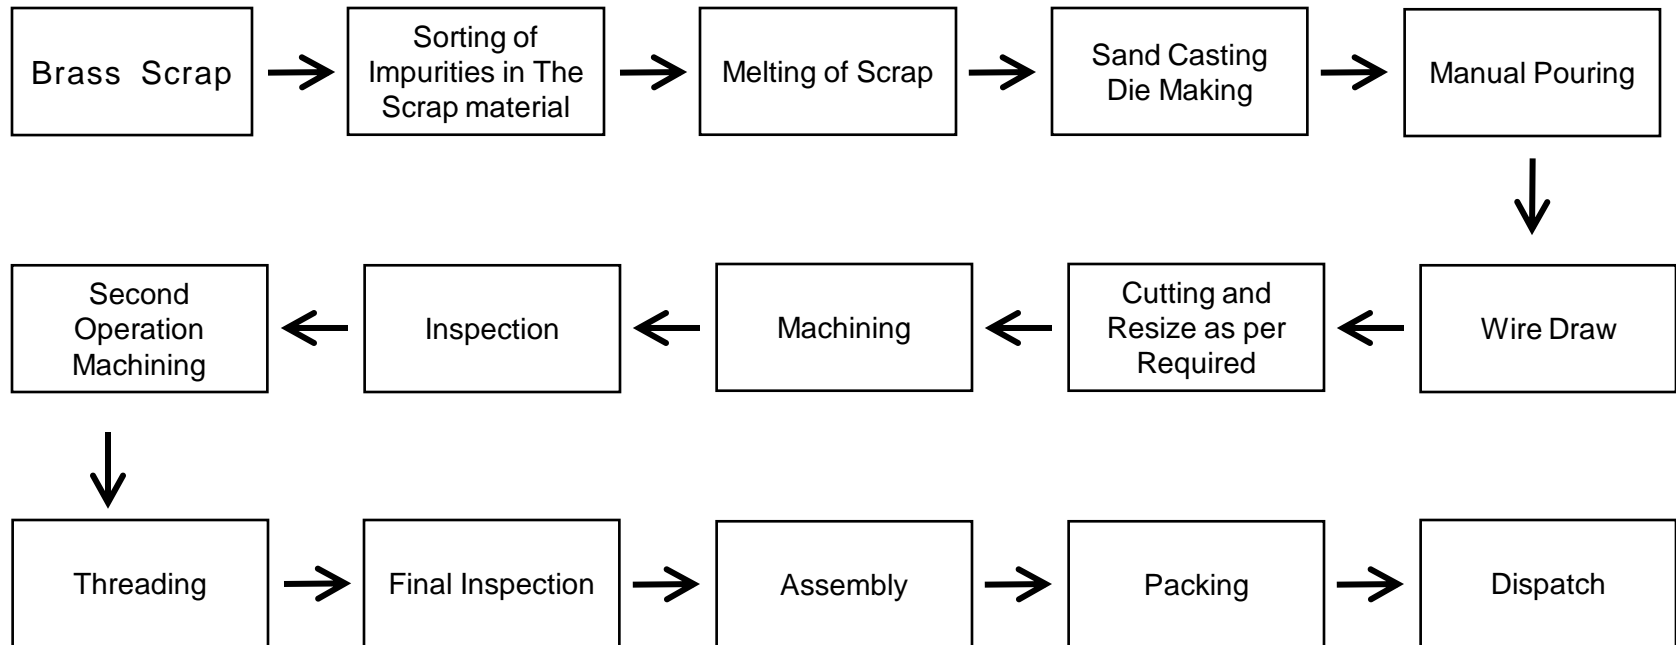 Brass Scrap
Sorting of
Impurities in The
Scrap material
Melting of Scrap
Sand Casting
Die Making
Manual Pouring
Wire Draw
Cutting and
Resize as per
Required
Machining
Inspection
Second
Operation
Machining
Threading
Final Inspection
Assembly
Packing
Dispatch